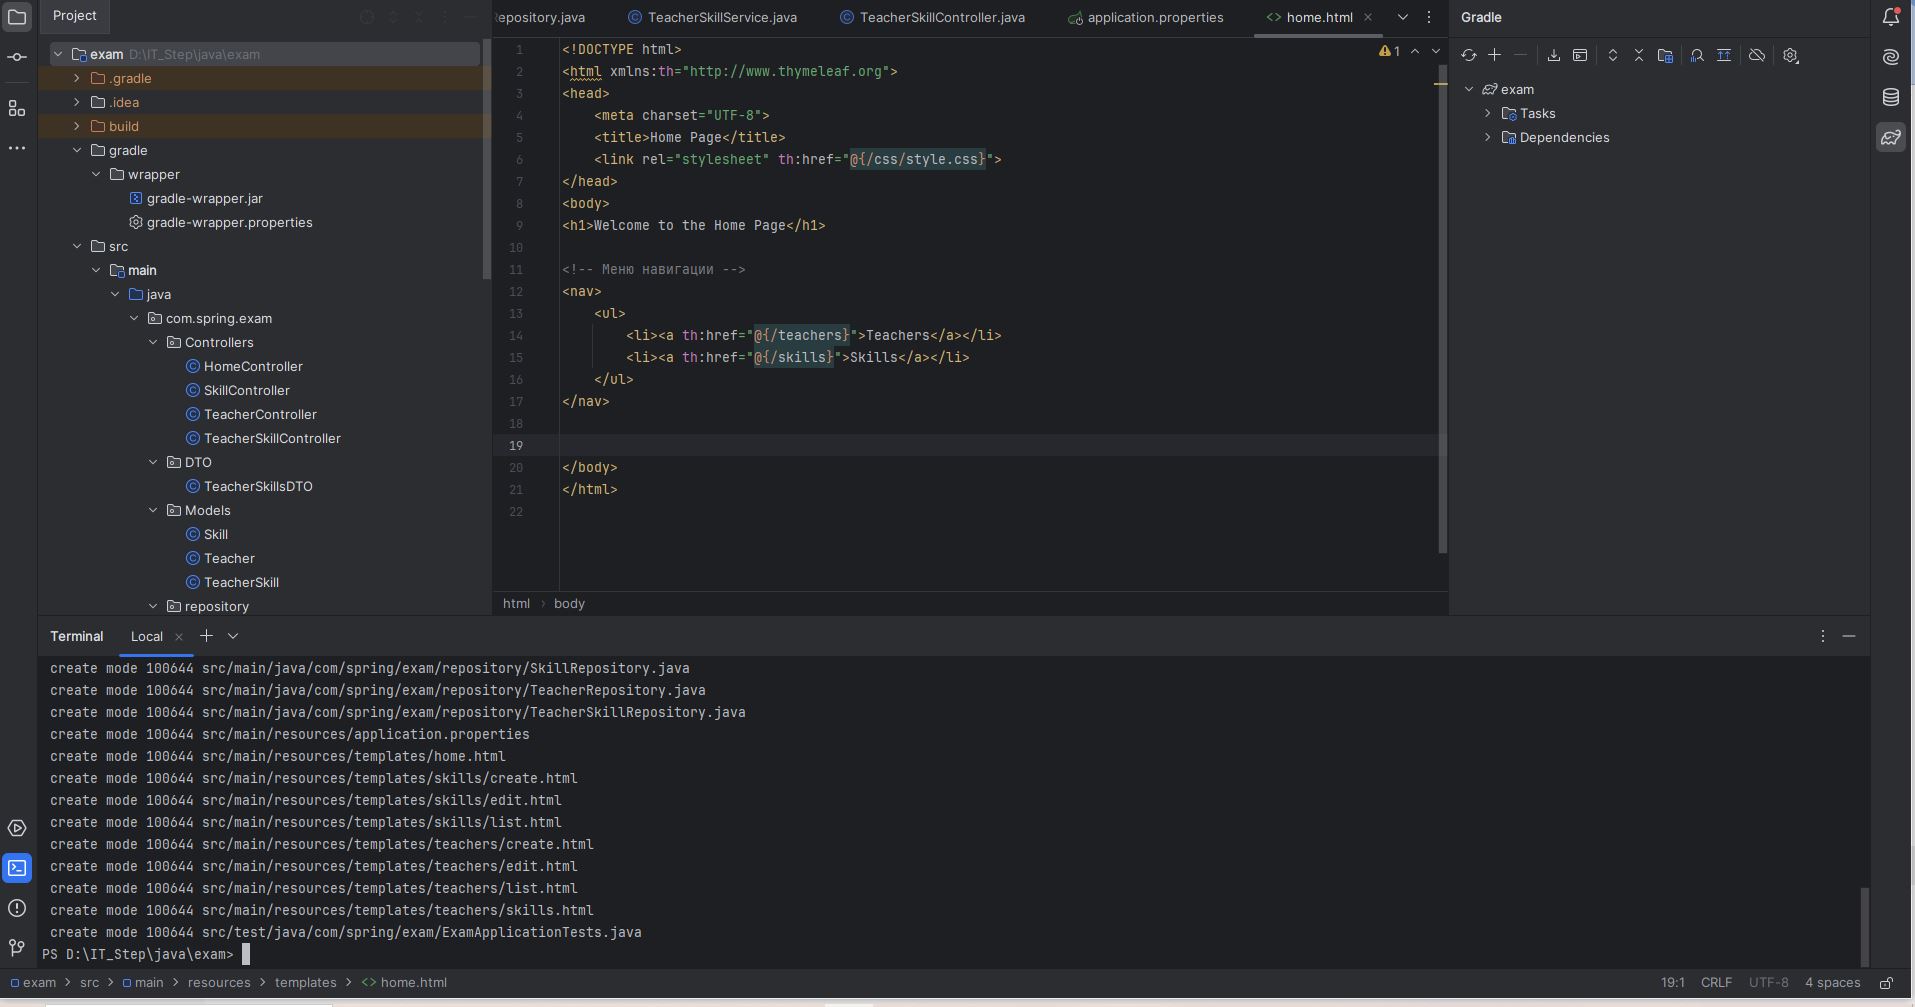 Project
exam D:\IT_Step\java\exam
.gradle
.idea
build
gradle
wrapper
gradle-wrapper.jar
gradle-wrapper.properties
src
main
java
com.spring.exam
Controllers
HomeController
SkillController
TeacherController
TeacherSkillController
DTO
TeacherSkillsDTO
Models
Skill
Teacher
TeacherSkill
repository
epository.java TeacherSkillService.java TeacherSkillController.java application.properties home.html
1 <!DOCTYPE html>
2 <html xmlns:th="http://www.thymeleaf.org">
3 <head>
4 <meta charset="UTF-8">
5 <title>Home Page</title>
6 <link rel="stylesheet" th:href="@{/css/style.css}">
7 </head>
8 <body>
9 <h1>Welcome to the Home Page</h1>
10
11 <!-- Меню навигации -->
12 <nav>
13 <ul>
14 <li><a th:href="@{/teachers}">Teachers</a></li>
15 <li><a th:href="@{/skills}">Skills</a></li>
16 </ul>
17 </nav>
18
19
20 </body>
21 </html>
22
1
html › body
Gradle
exam
Tasks
Dependencies
Terminal Local
create mode 100644 src/main/java/com/spring/exam/repository/SkillRepository.java
create mode 100644 src/main/java/com/spring/exam/repository/TeacherRepository.java
create mode 100644 src/main/java/com/spring/exam/repository/TeacherSkillRepository.java
create mode 100644 src/main/resources/application.properties
create mode 100644 src/main/resources/templates/home.html
create mode 100644 src/main/resources/templates/skills/create.html
create mode 100644 src/main/resources/templates/skills/edit.html
create mode 100644 src/main/resources/templates/skills/list.html
create mode 100644 src/main/resources/templates/teachers/create.html
create mode 100644 src/main/resources/templates/teachers/edit.html
create mode 100644 src/main/resources/templates/teachers/list.html
create mode 100644 src/main/resources/templates/teachers/skills.html
create mode 100644 src/test/java/com/spring/exam/ExamApplicationTests.java
PS D:\IT_Step\java\exam>
exam > src > main > resources > templates > home.html
19:1 CRLF UTF-8 4 spaces